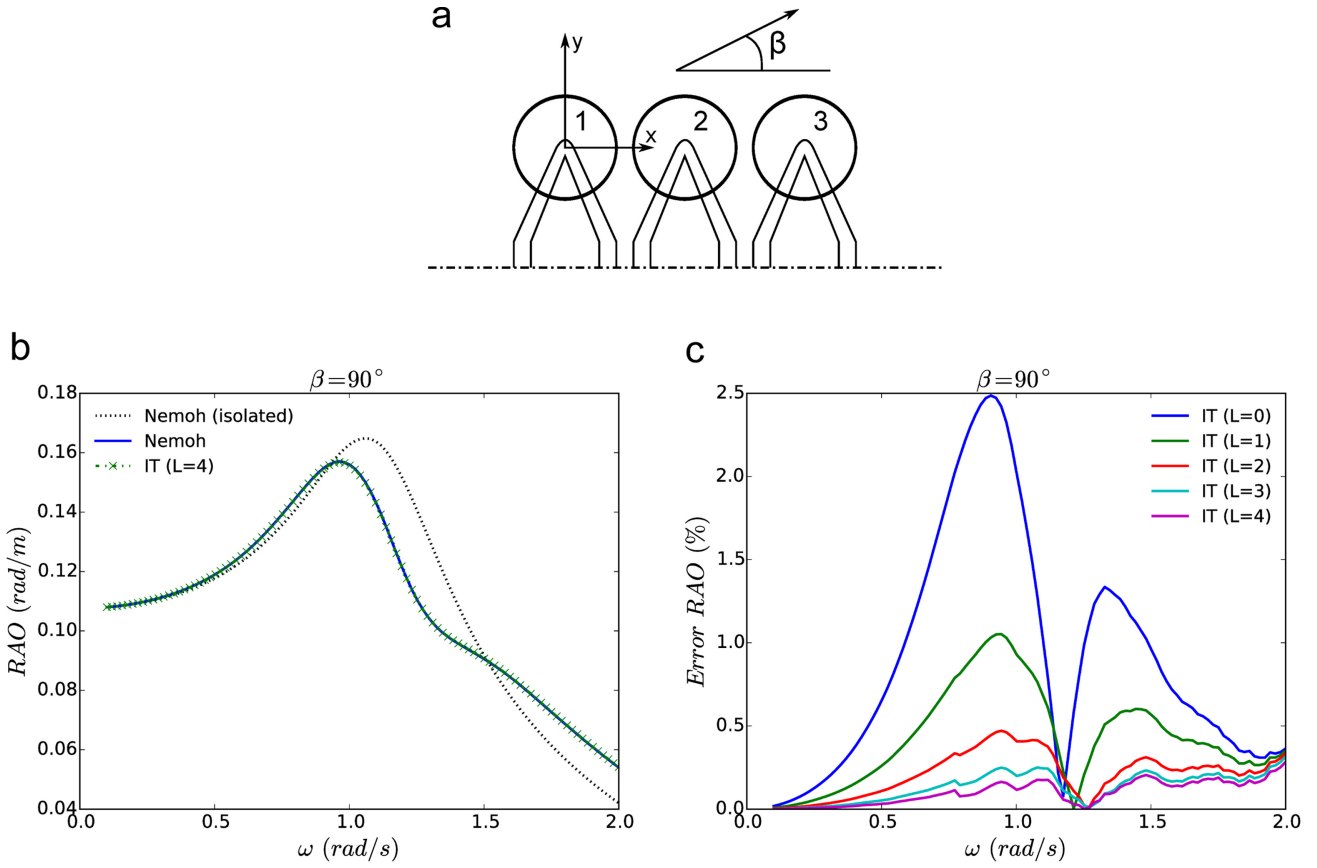 a
y
β
1
2
3
x
b
β=90°
0.18
0.16
0.14
0.12
0.10
0.08
0.06
0.04
RAO (rad/m)
Nemoh (isolated)
Nemoh
IT (L=4)
0.0 0.5 1.0 1.5 2.0
ω (rad/s)
c
β=90°
2.5
2.0
1.5
1.0
0.5
0.0
Error RAO (%)
IT (L=0)
IT (L=1)
IT (L=2)
IT (L=3)
IT (L=4)
0.0 0.5 1.0 1.5 2.0
ω (rad/s)